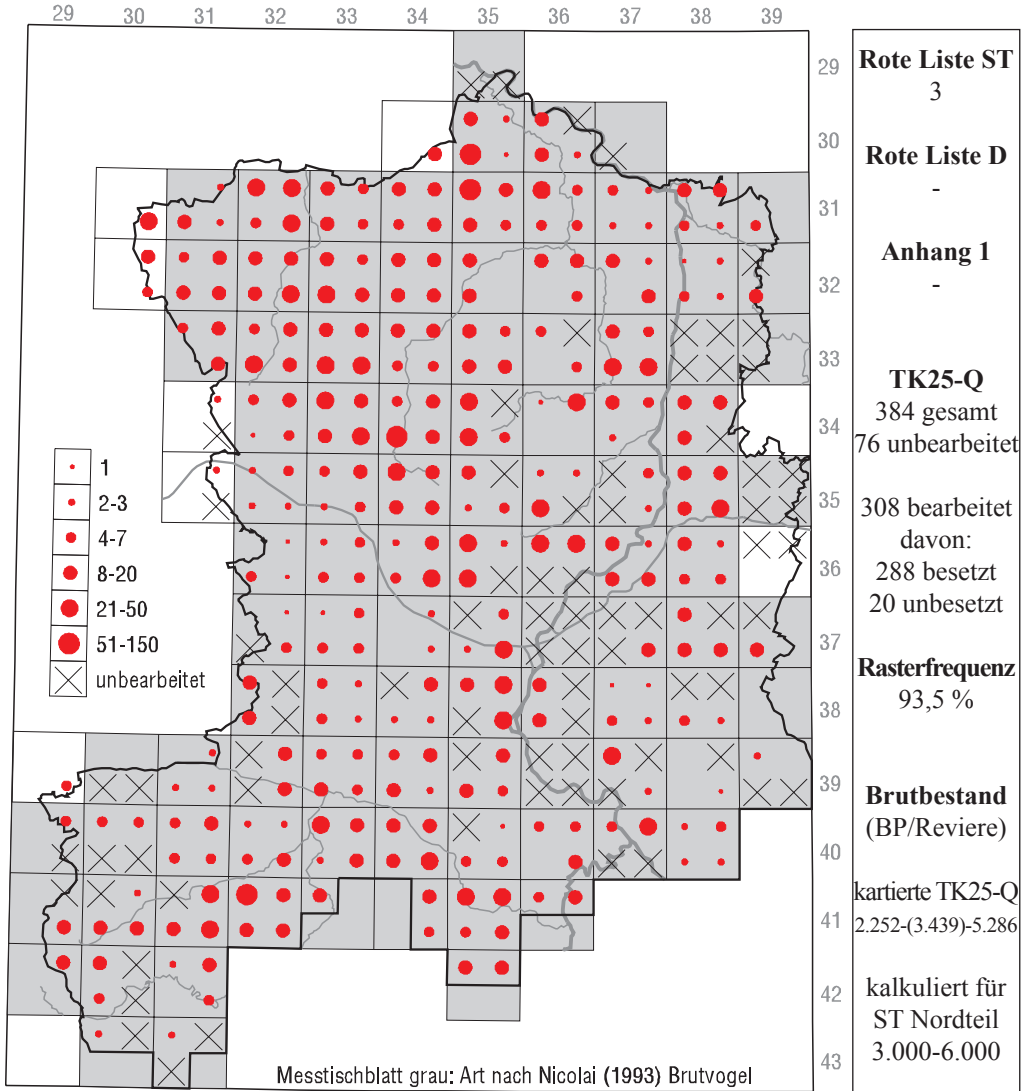 29 30 31 32 33 34 35 36 37 38 39
29
30
31
32
33
34
35
36
37
38
39
40
41
42
43
1
2-3
4-7
8-20
21-50
51-150
unbearbeitet
Messtischblatt grau: Art nach Nicolai (1993) Brutvogel
Rote Liste ST
3
Rote Liste D
-
Anhang 1
-
TK25-Q
384 gesamt
76 unbearbeitet
308 bearbeitet
davon:
288 besetzt
20 unbesetzt
Rasterfrequenz
93,5 %
Brutbestand
(BP/Reviere)
kartierte TK25-Q
2.252-(3.439)-5.286
kalkuliert für
ST Nordteil
3.000-6.000